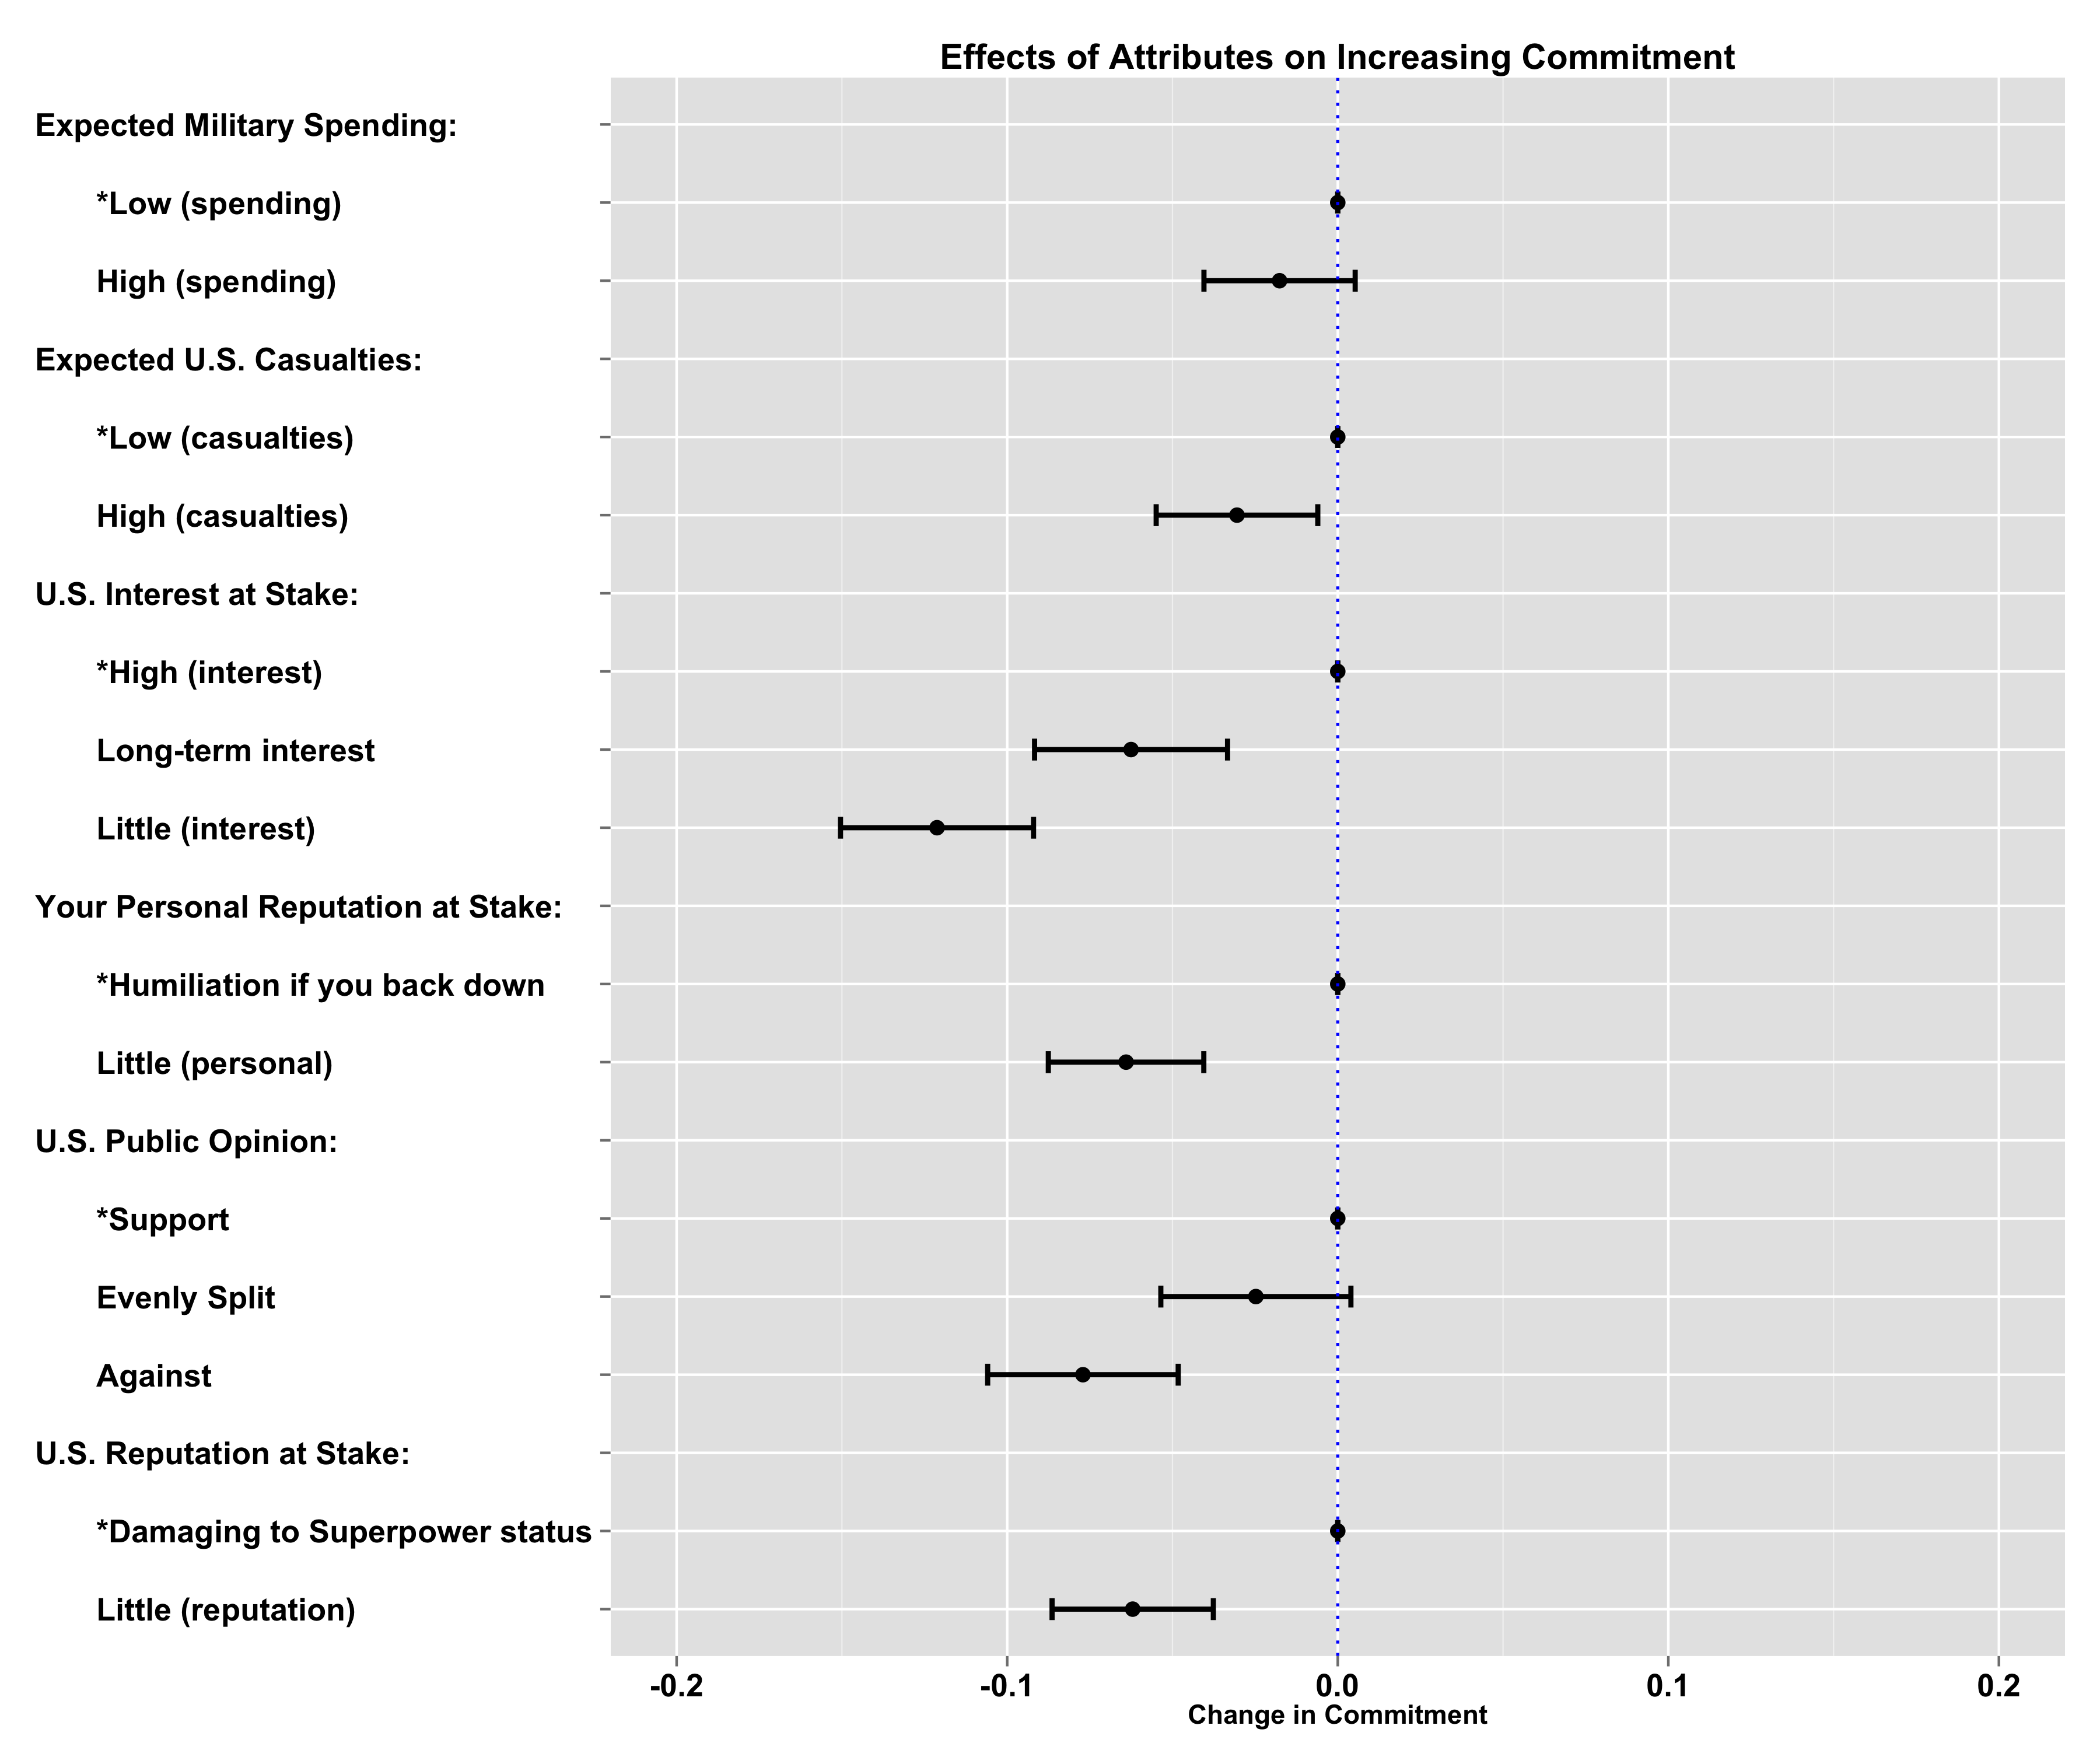 Effects of Attributes on Increasing Commitment
Expected Military Spending:
*Low (spending)
High (spending)
Expected U.S. Casualties:
*Low (casualties)
High (casualties)
U.S. Interest at Stake:
*High (interest)
Long-term interest
Little (interest)
Your Personal Reputation at Stake:
*Humiliation if you back down
Little (personal)
U.S. Public Opinion:
*Support
Evenly Split
Against
U.S. Reputation at Stake:
*Damaging to Superpower status
Little (reputation)
-0.2 -0.1 0.0 0.1 0.2
Change in Commitment